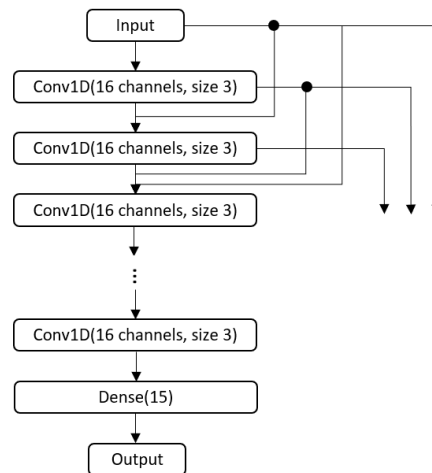 Input
Conv1D(16 channels, size 3)
Conv1D(16 channels, size 3)
Conv1D(16 channels, size 3)
...
Conv1D(16 channels, size 3)
Dense(15)
Output